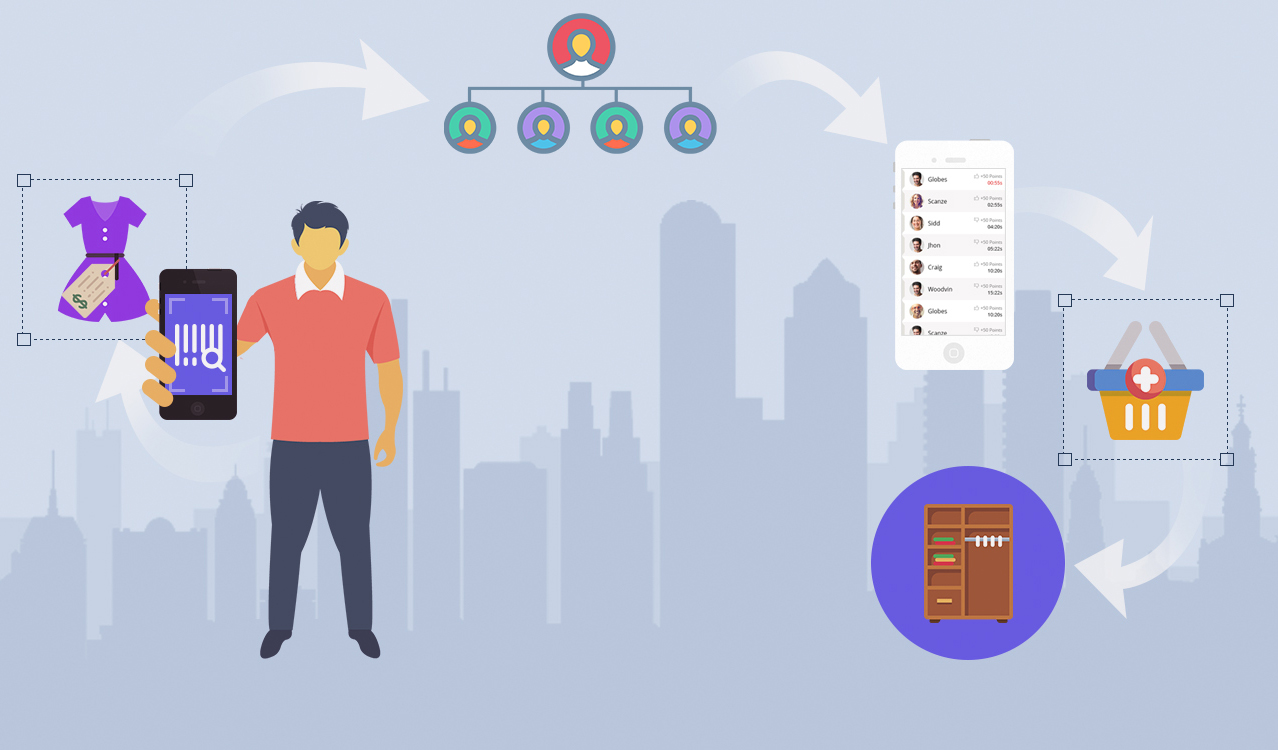 $
Globes
+50 Points
00:55s
Scanze
+50 Points
02:55s
Sidd
+50 Points
04:20s
Jhon
+50 Points
05:22s
Craig
+50 Points
10:20s
Woodvin
+50 Points
15:22s
Globes
+50 Points
10:20s
Scanze
+50 Points